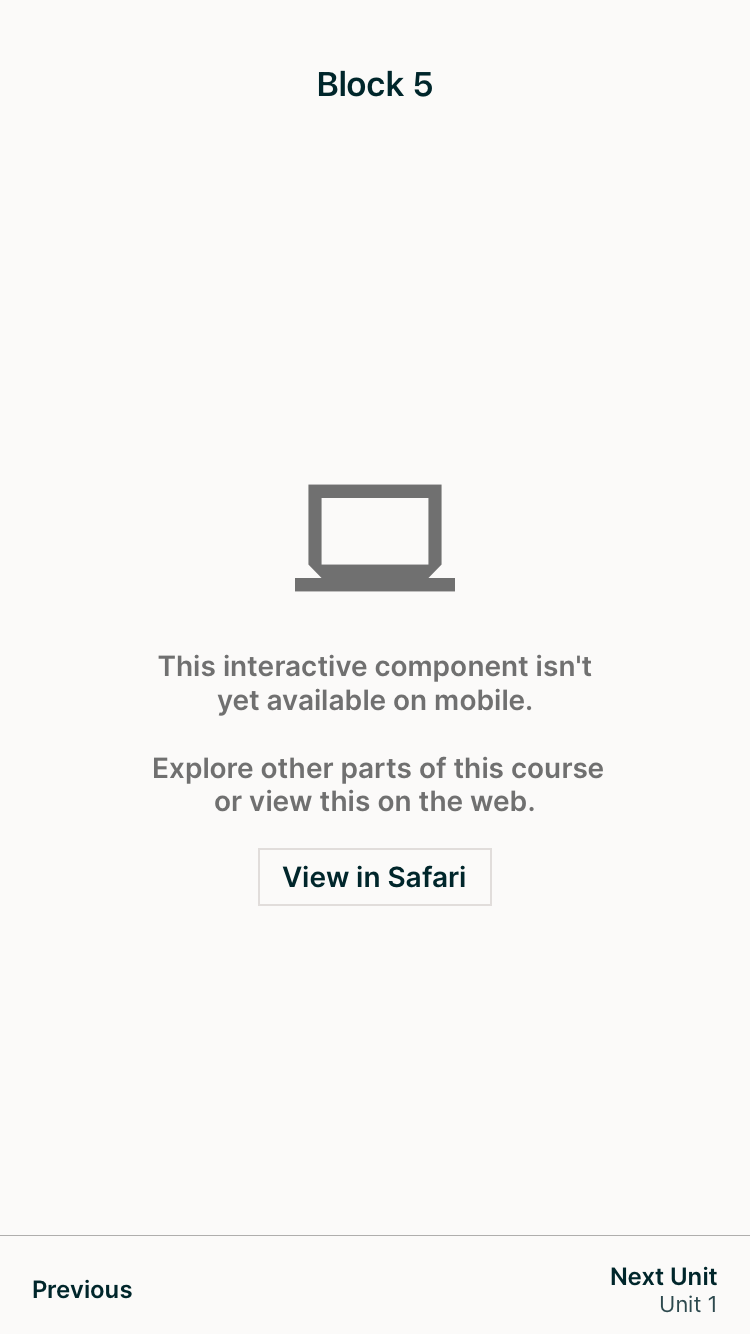 Block 5
This interactive component isn't
yet available on mobile.
Explore other parts of this course
or view this on the web.
View in Safari
Previous
Next Unit
Unit 1